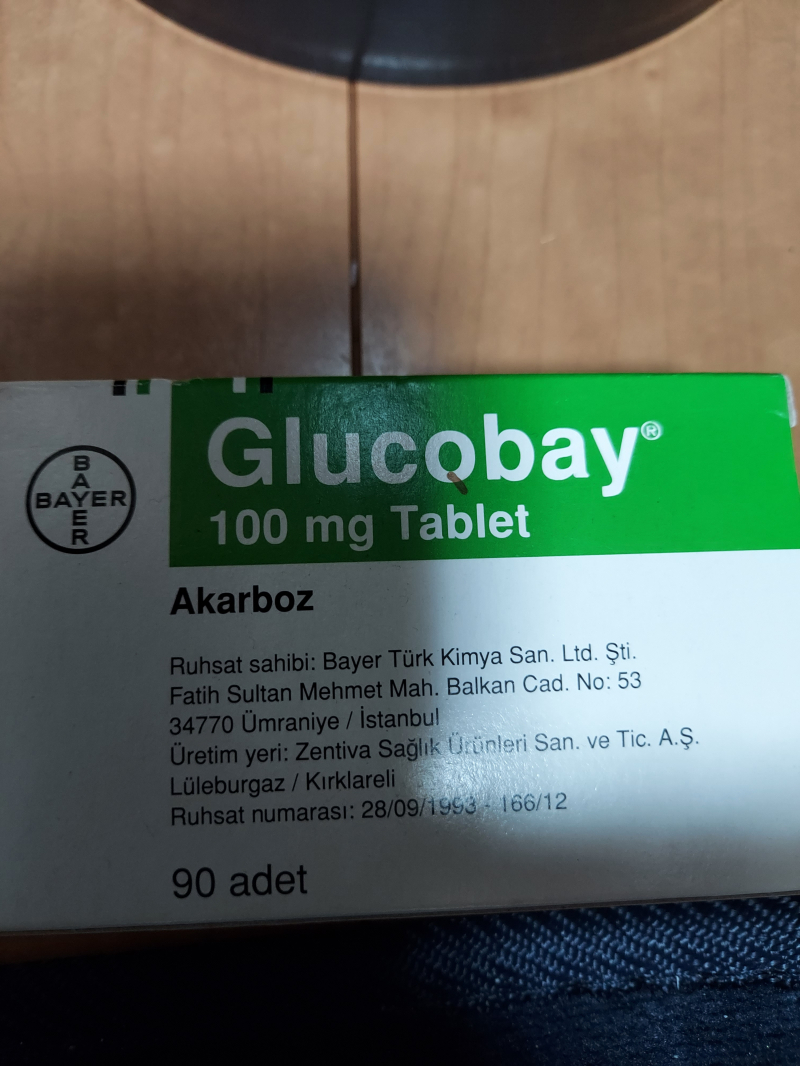 Glucobay®
100 mg Tablet
BAYER
BAYER
Akarboz
Ruhsat sahibi: Bayer Türk Kimya San. Ltd. Şti.
Fatih Sultan Mehmet Mah. Balkan Cad. No: 53
34770 Ümraniye / İstanbul
Üretim yeri: Zentiva Sağlık Ürünleri San. ve Tic. A.Ş.
Lüleburgaz / Kırklareli
Ruhsat numarası: 28/09/1993 - 166/12
90 adet